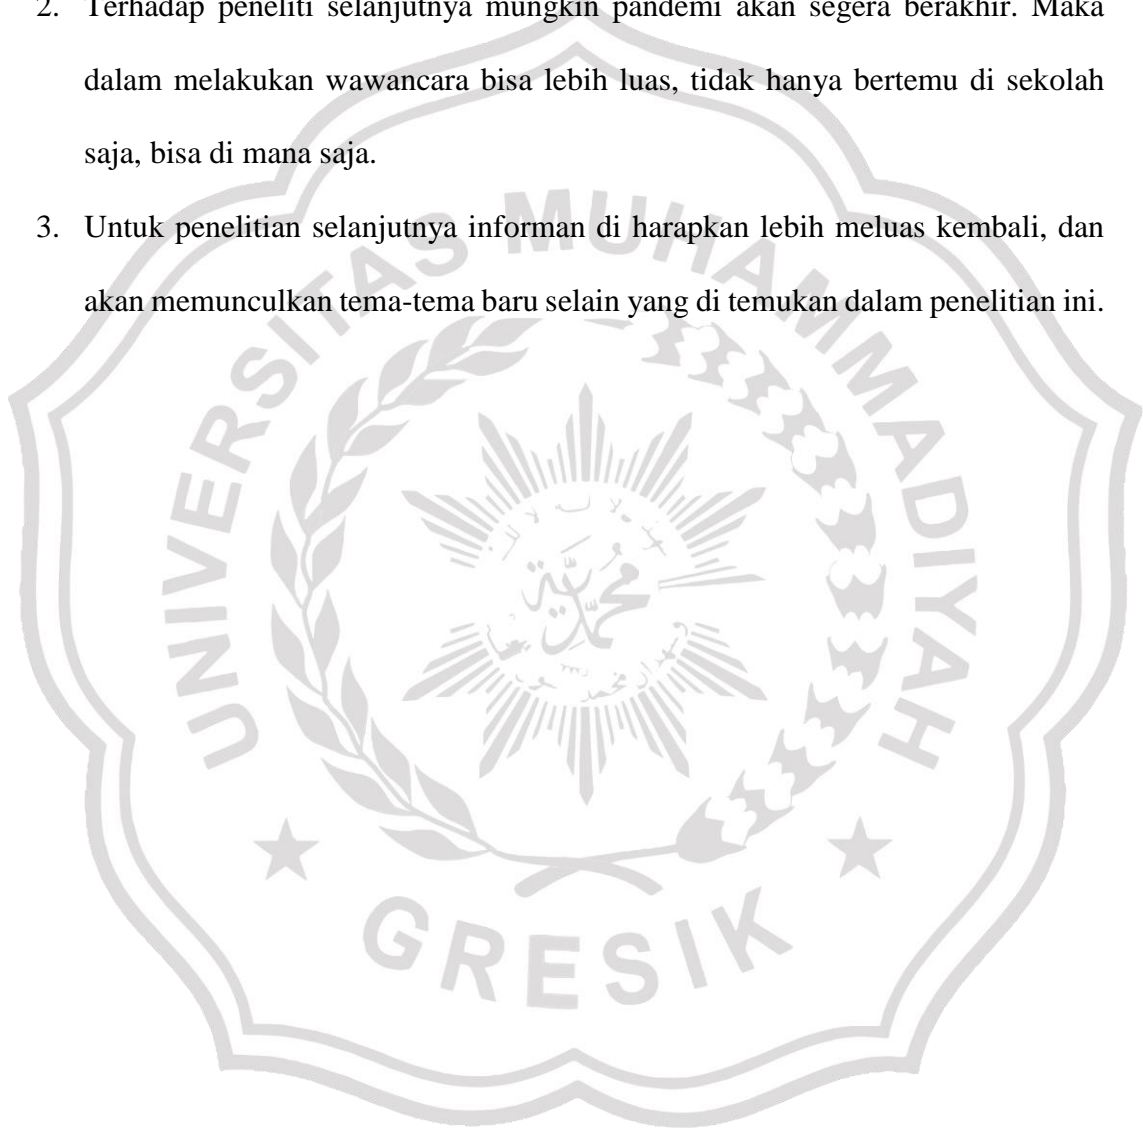 2. Terhadap peneliti selanjutnya mungkin pandemi akan segera berakhir. Maka
dalam melakukan wawancara bisa lebih luas, tidak hanya bertemu di sekolah
saja, bisa di mana saja.
3. Untuk penelitian selanjutnya informan di harapkan lebih meluas kembali, dan
akan memunculkan tema-tema baru selain yang di temukan dalam penelitian ini.
UNIVERSITAS MUHAMMADIYAH
GRESIK